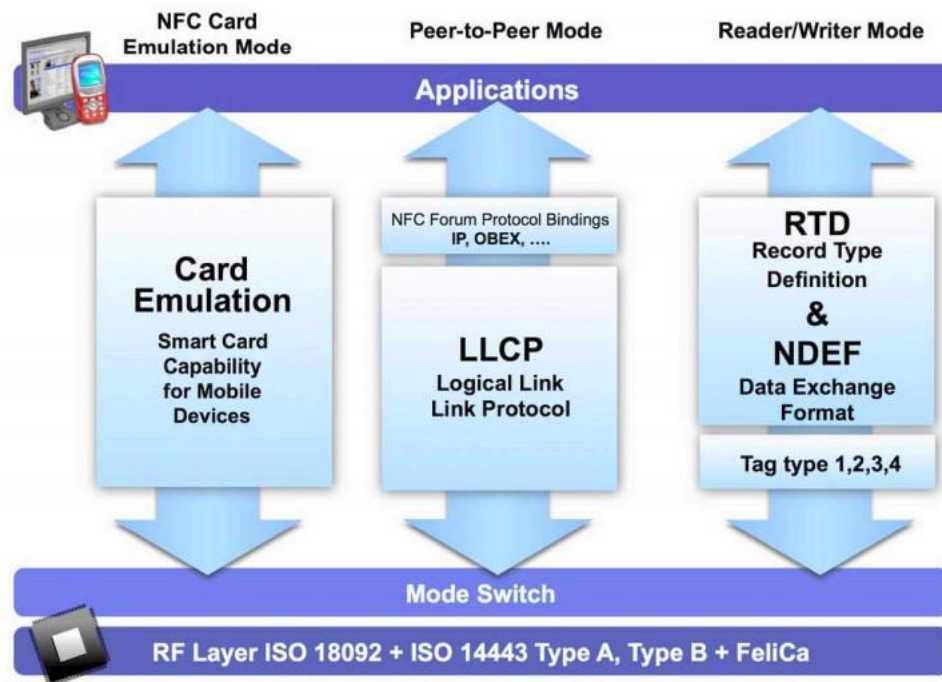 NFC Card
Emulation Mode
Peer-to-Peer Mode
Reader/Writer Mode
Applications
Card
Emulation
Smart Card
Capability
for Mobile
Devices
NFC Forum Protocol Bindings
IP, OBEX, ....
LLCP
Logical Link
Link Protocol
RTD
Record Type
Definition
&
NDEF
Data Exchange
Format
Tag type 1,2,3,4
Mode Switch
RF Layer ISO 18092 + ISO 14443 Type A, Type B + FeliCa